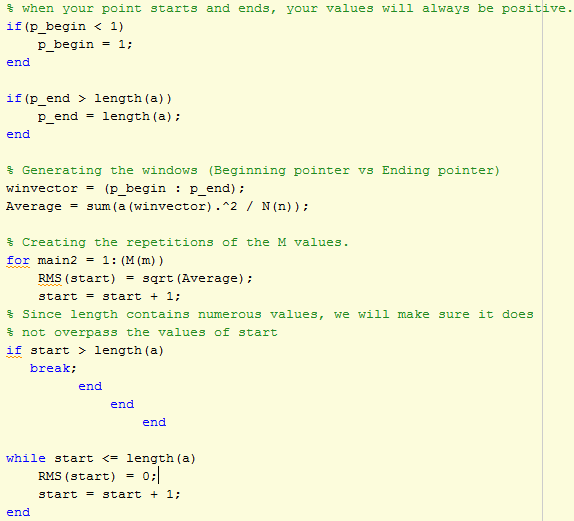 % when your point starts and ends, your values will always be positive.
if(p_begin < 1)
    p_begin = 1;
end

if(p_end > length(a))
    p_end = length(a);
end

% Generating the windows (Beginning pointer vs Ending pointer)
winvector = (p_begin : p_end);
Average = sum(a(winvector).^2 / N(n));

% Creating the repetitions of the M values.
for main2 = 1:(M(m))
    RMS(start) = sqrt(Average);
    start = start + 1;
% Since length contains numerous values, we will make sure it does
% not overpass the values of start
if start > length(a)
   break;
         end
             end
                 end

while start <= length(a)
    RMS(start) = 0;
    start = start + 1;
end